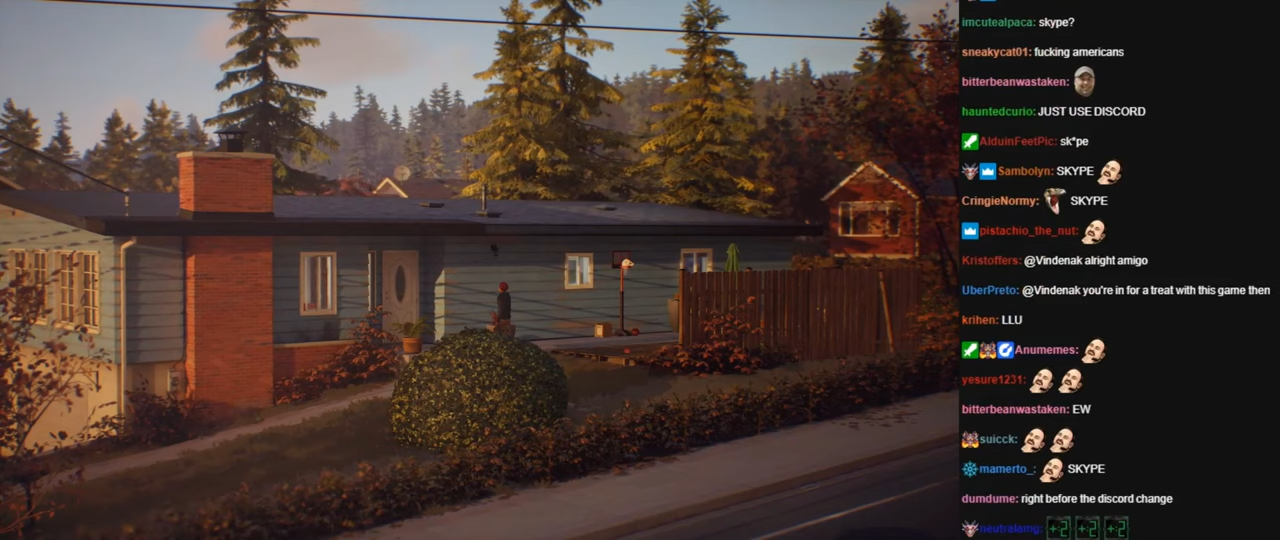 imcutealpaca: skype?
sneakycat01: fucking americans
bitterbeanwastaken:
hauntedcurio: JUST USE DISCORD
AlduinFeetPic: sk*pe
Sambolyn: SKYPE
CringieNormy: SKYPE
pistachio_the_nut:
Kristoffers: @Vindenak alright amigo
UberPreto: @Vindenak you're in for a treat with this game then
krihen: LLU
Anumemes:
yesure1231:
bitterbeanwastaken: EW
suicck:
mamerto_: SKYPE
dumdume: right before the discord change
neutralamg: +2 +2 +2